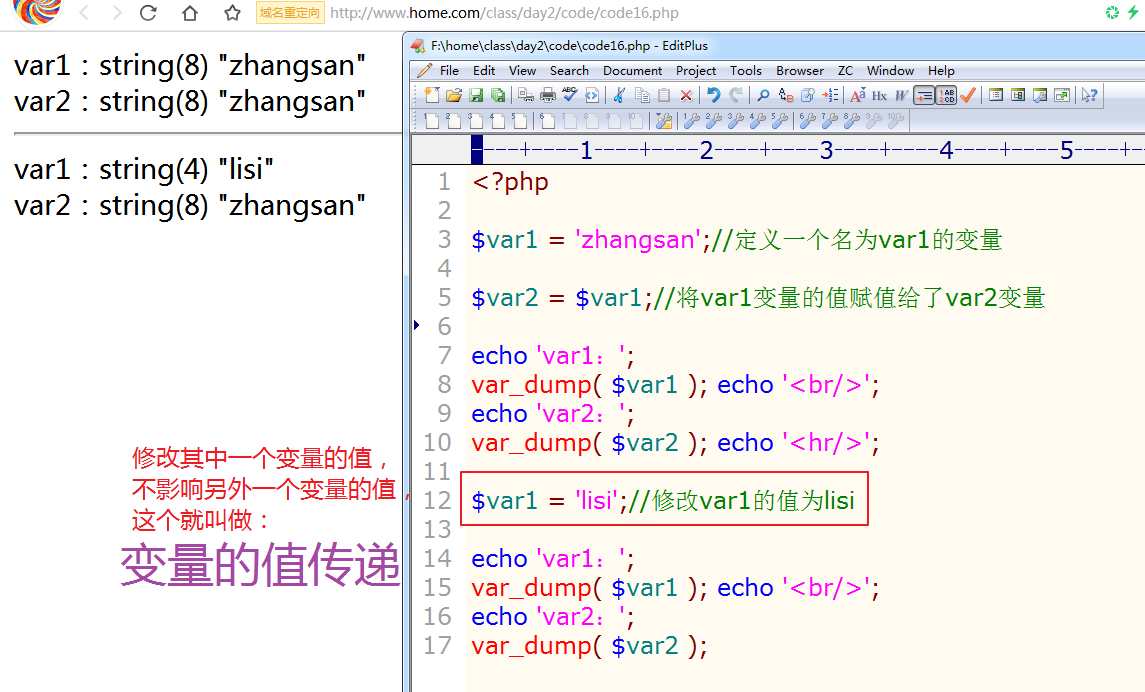 域名重定向 http://www.home.com/class/day2/code/code16.php
var1：string(8) "zhangsan"
var2：string(8) "zhangsan"
var1：string(4) "lisi"
var2：string(8) "zhangsan"
修改其中一个变量的值，
不影响另外一个变量的值，
这个就叫做：
变量的值传递
F:\home\class\day2\code\code16.php - EditPlus
File Edit View Search Document Project Tools Browser ZC Window Help
1 2 3 4 5
1 <?php
2
3 $var1 = 'zhangsan';//定义一个名为var1的变量
4
5 $var2 = $var1;//将var1变量的值赋值给了var2变量
6
7 echo 'var1：';
8 var_dump( $var1 ); echo '<br/>';
9 echo 'var2：';
10 var_dump( $var2 ); echo '<hr/>';
11
12 $var1 = 'lisi';//修改var1的值为lisi
13
14 echo 'var1：';
15 var_dump( $var1 ); echo '<br/>';
16 echo 'var2：';
17 var_dump( $var2 );